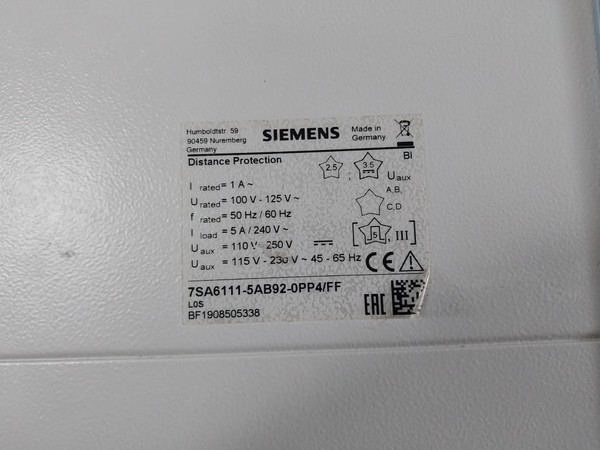 Humboldtstr. 59
90459 Nuremberg
Germany
SIEMENS
Made in
Germany
BI
Distance Protection
2.5 ; 3.5 Uaux
I rated = 1 A ~
U rated = 100 V - 125 V ~
A,B,
f rated = 50 Hz / 60 Hz
C,D
I load = 5 A / 240 V ~
[ 5 , III ]
U aux = 110 V - 250 V
U aux = 115 V - 230 V ~ 45 - 65 Hz
CE
7SA6111-5AB92-0PP4/FF
L0S
BF1908505338
EAC